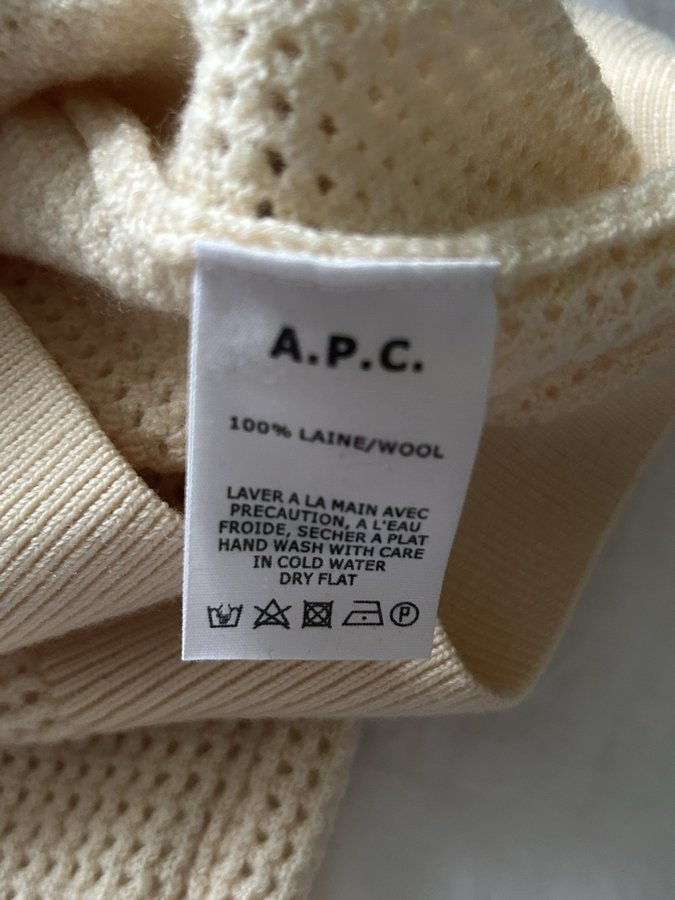 A.P.C.
100% LAINE/WOOL
LAVER A LA MAIN AVEC
PRECAUTION, A L'EAU
FROIDE, SECHER A PLAT
HAND WASH WITH CARE
IN COLD WATER
DRY FLAT
P